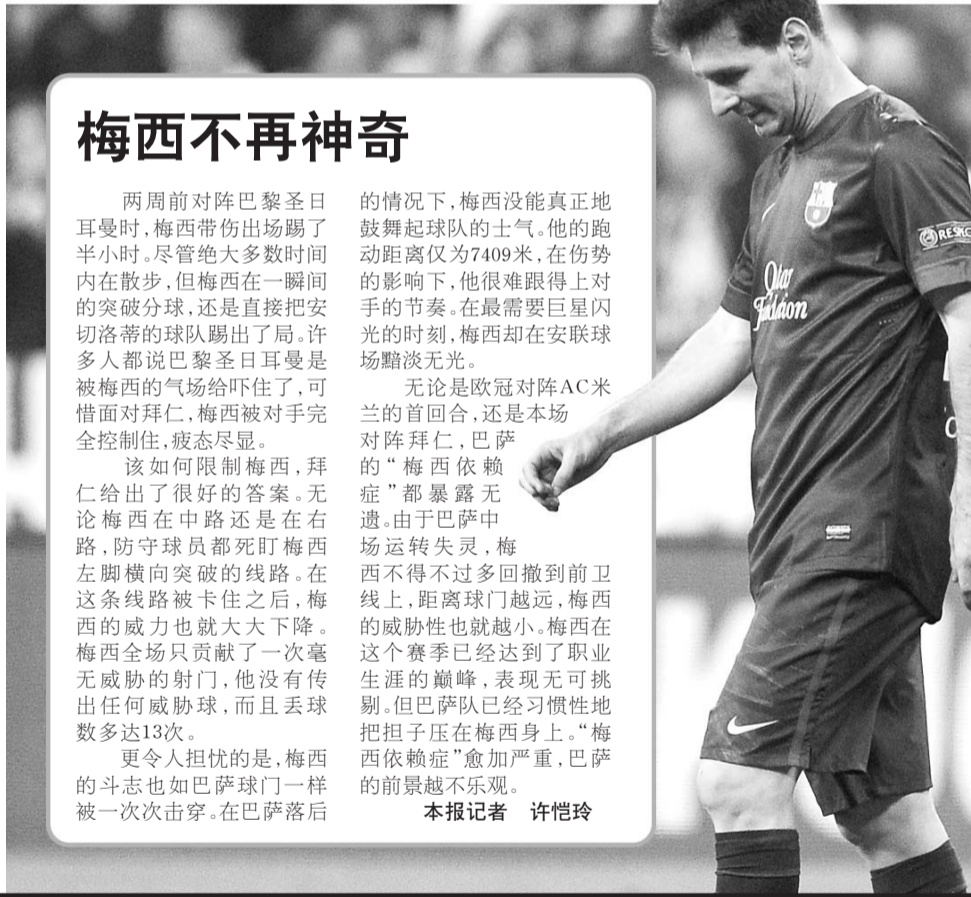 梅西不再神奇
两周前对阵巴黎圣日
耳曼时,梅西带伤出场踢了
半小时。尽管绝大多数时间
内在散步,但梅西在一瞬间
的突破分球,还是直接把安
切洛蒂的球队踢出了局。许
多人都说巴黎圣日耳曼是
被梅西的气场给吓住了,可
惜面对拜仁,梅西被对手完
全控制住,疲态尽显。
该如何限制梅西,拜
仁给出了很好的答案。无
论梅西在中路还是在右
路,防守球员都死盯梅西
左脚横向突破的线路。在
这条线路被卡住之后,梅
西的威力也就大大下降。
梅西全场只贡献了一次毫
无威胁的射门,他没有传
出任何威胁球,而且丢球
数多达13次。
更令人担忧的是,梅西
的斗志也如巴萨球门一样
被一次次击穿。在巴萨落后
的情况下,梅西没能真正地
鼓舞起球队的士气。他的跑
动距离仅为7409米,在伤势
的影响下,他很难跟得上对
手的节奏。在最需要巨星闪
光的时刻,梅西却在安联球
场黯淡无光。
无论是欧冠对阵AC米
兰的首回合,还是本场
对阵拜仁,巴萨
的“梅西依赖
症”都暴露无
遗。由于巴萨中
场运转失灵,梅
西不得不过多回撤到前卫
线上,距离球门越远,梅西
的威胁性也就越小。梅西在
这个赛季已经达到了职业
生涯的巅峰,表现无可挑
剔。但巴萨队已经习惯性地
把担子压在梅西身上。“梅
西依赖症”愈加严重,巴萨
的前景越不乐观。
本报记者 许恺玲
RESPEC
Qatar
Foundation